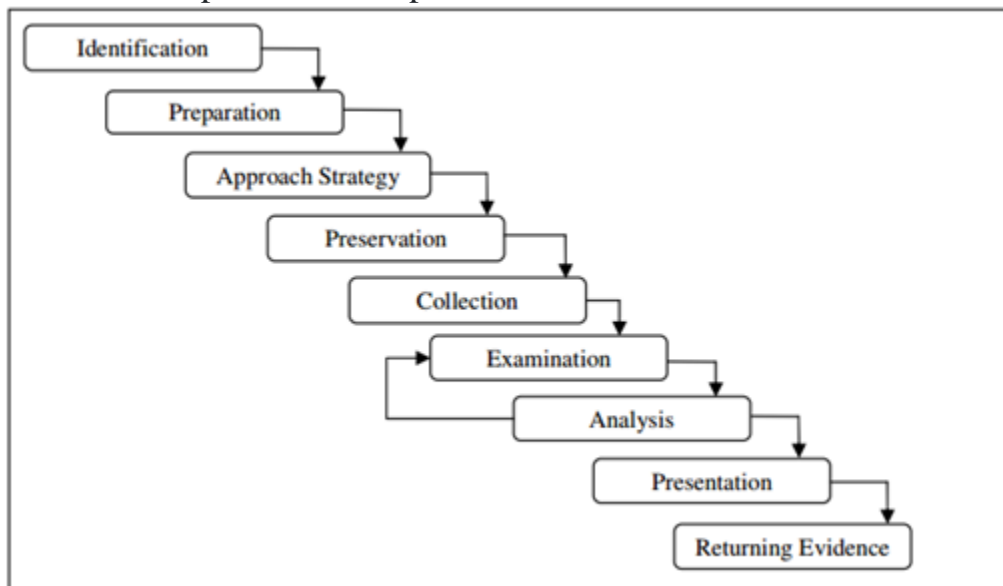 Identification
Preparation
Approach Strategy
Preservation
Collection
Examination
Analysis
Presentation
Returning Evidence